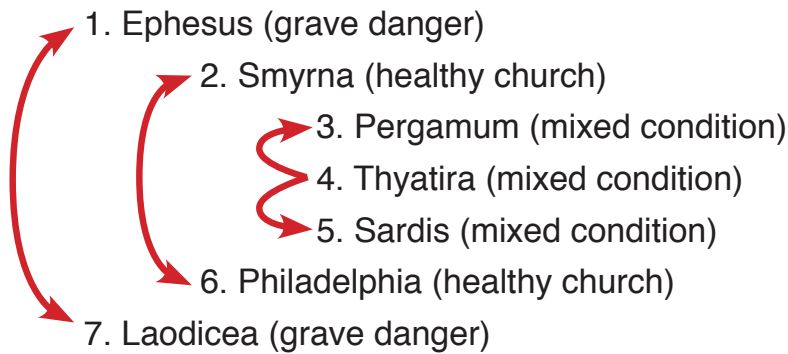 1. Ephesus (grave danger)
2. Smyrna (healthy church)
3. Pergamum (mixed condition)
4. Thyatira (mixed condition)
5. Sardis (mixed condition)
6. Philadelphia (healthy church)
7. Laodicea (grave danger)